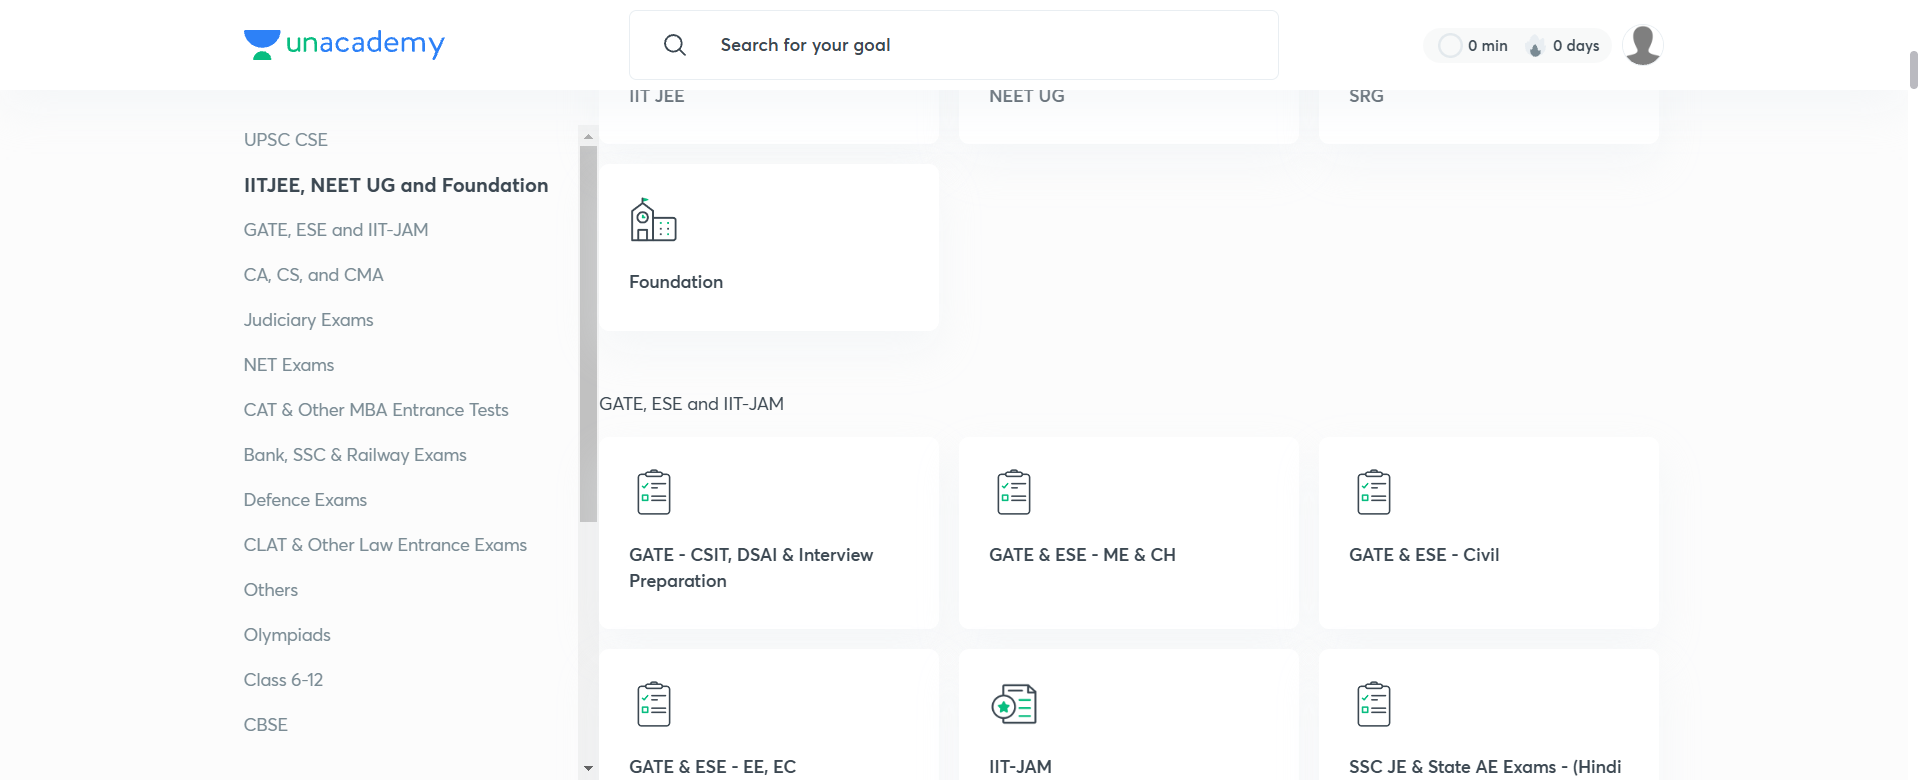 unacademy
Search for your goal
0 min
0 days
UPSC CSE
IITJEE, NEET UG and Foundation
GATE, ESE and IIT-JAM
CA, CS, and CMA
Judiciary Exams
NET Exams
CAT & Other MBA Entrance Tests
Bank, SSC & Railway Exams
Defence Exams
CLAT & Other Law Entrance Exams
Others
Olympiads
Class 6-12
CBSE
IIT JEE
NEET UG
SRG
Foundation
GATE, ESE and IIT-JAM
GATE - CSIT, DSAI & Interview
Preparation
GATE & ESE - ME & CH
GATE & ESE - Civil
GATE & ESE - EE, EC
IIT-JAM
SSC JE & State AE Exams - (Hindi